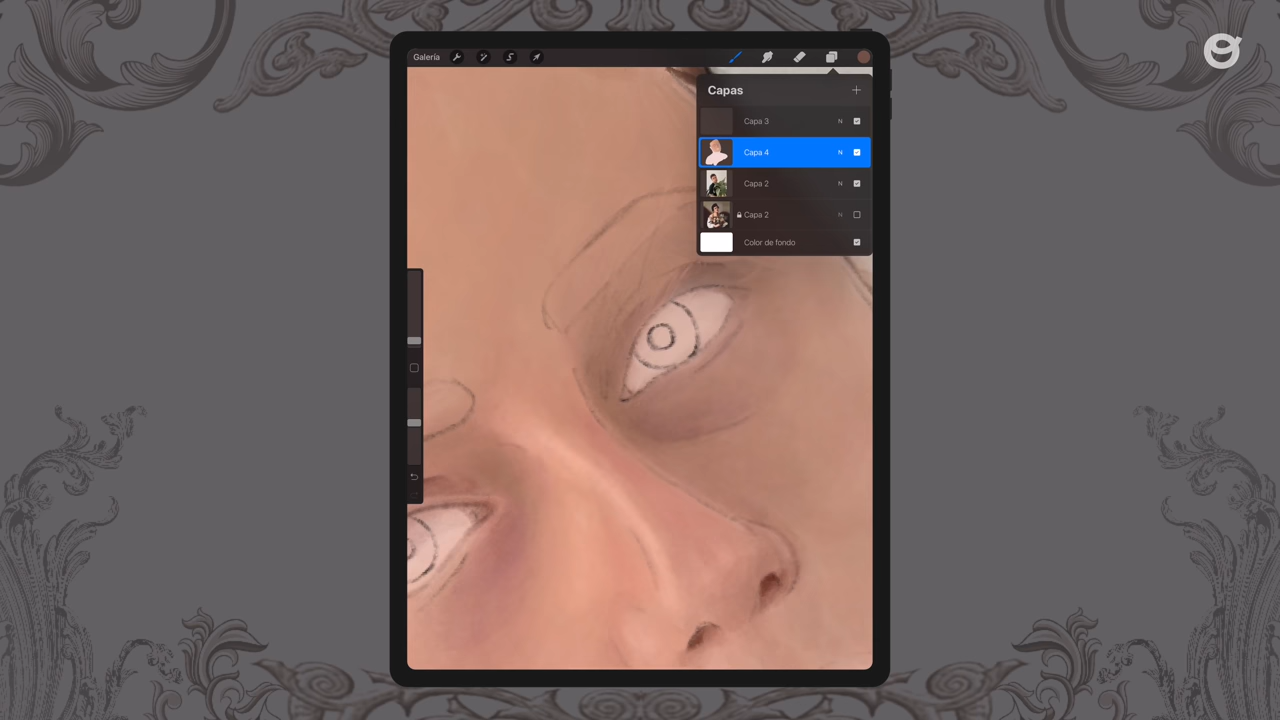 Galería
Capas
Capa 3 N
Capa 4 N
Capa 2 N
Capa 2 N
Color de fondo